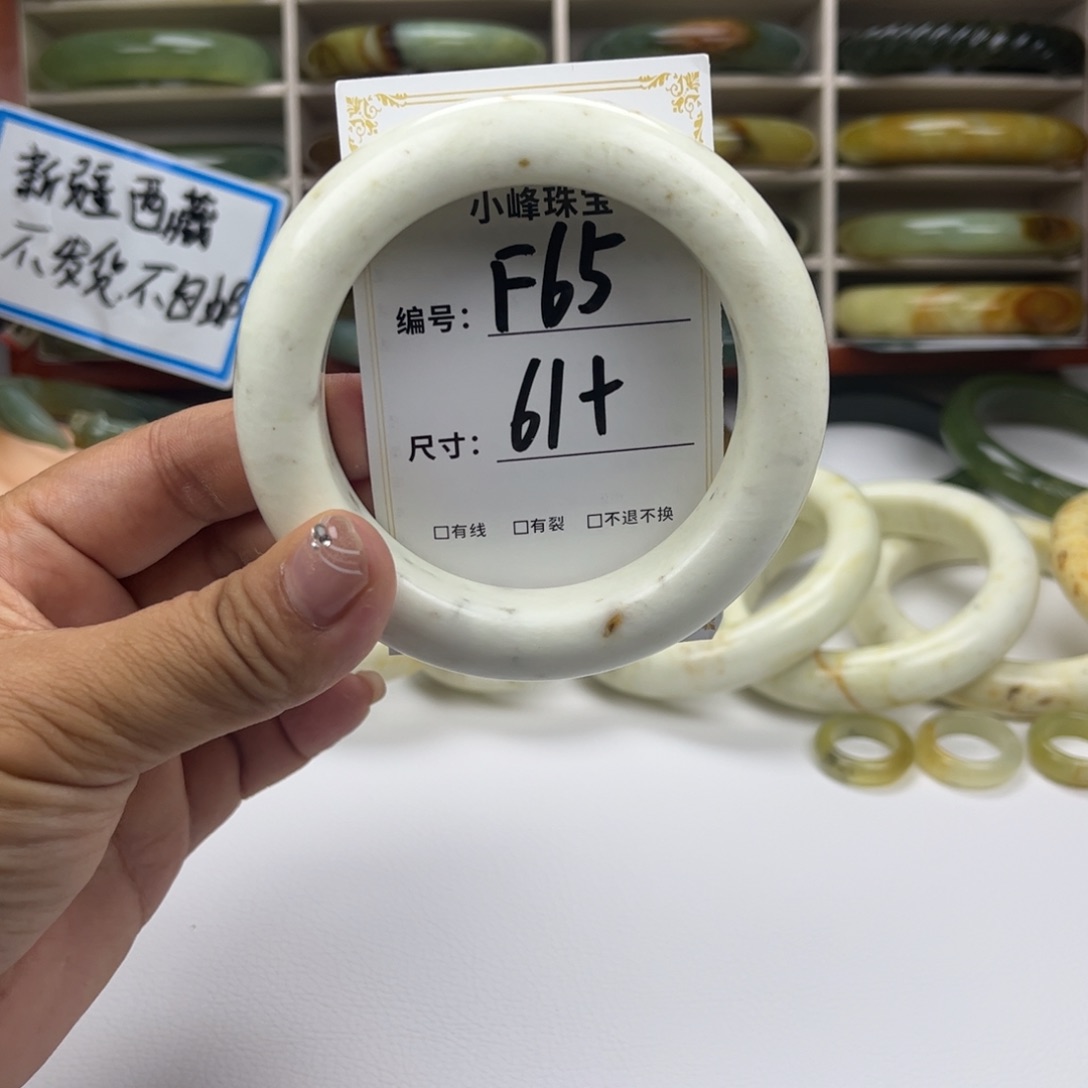 新疆西藏
不发货不包邮
小峰珠宝
编号：F65
尺寸：61+
□有线 □有裂 □不退不换